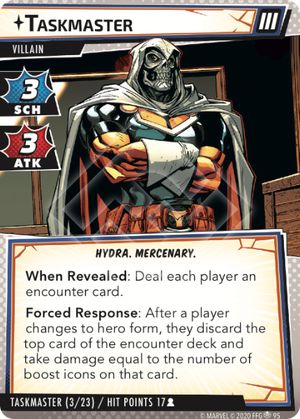 TASKMASTER
III
VILLAIN
3
SCH
3
ATK
HYDRA. MERCENARY.
When Revealed: Deal each player an
encounter card.
Forced Response: After a player
changes to hero form, they discard the
top card of the encounter deck and
take damage equal to the number of
boost icons on that card.
TASKMASTER (3/23) / HIT POINTS 17
© MARVEL © 2020 FFG 95